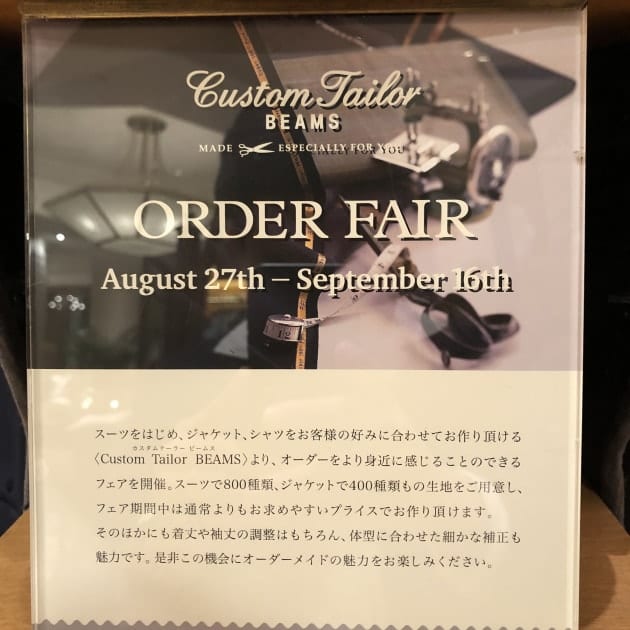 Custom Tailor
BEAMS
MADE ESPECIALLY FOR YOU
ORDER FAIR
August 27th – September 16th
スーツをはじめ、ジャケット、シャツをお客様の好みに合わせてお作り頂ける
カスタムテーラー ビームス
〈Custom Tailor BEAMS〉より、オーダーをより身近に感じることのできる
フェアを開催。スーツで800種類、ジャケットで400種類もの生地をご用意し、
フェア期間中は通常よりもお求めやすいプライスでお作り頂けます。
そのほかにも着丈や袖丈の調整はもちろん、体型に合わせた細かな補正も
魅力です。是非この機会にオーダーメイドの魅力をお楽しみください。